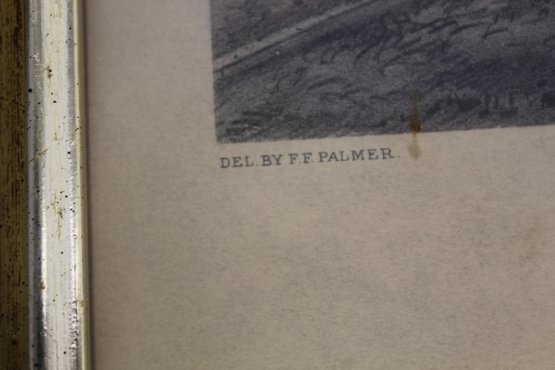 DEL. BY F. F. PALMER.